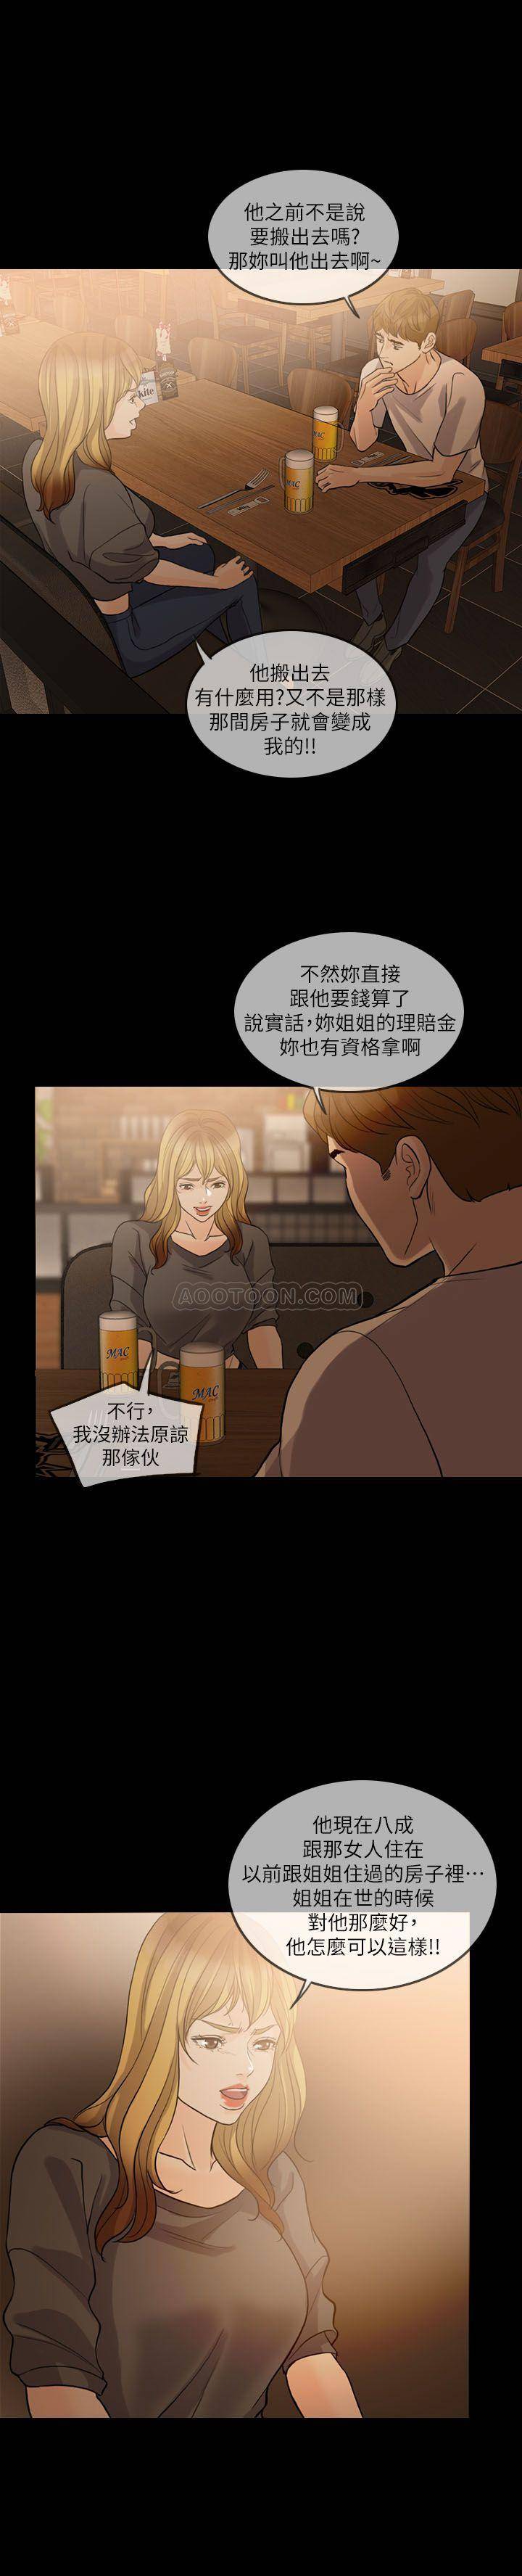 他之前不是說
要搬出去嗎?
那妳叫他出去啊~
kite
MAC
MAC
他搬出去
有什麼用?又不是那樣
那間房子就會變成
我的!!
不然妳直接
跟他要錢算了
說實話,妳姐姐的理賠金
妳也有資格拿啊
AOOTOON.COM
MAC
MAC
不行,
我沒辦法原諒
那傢伙
他現在八成
跟那女人住在
以前跟姐姐住過的房子裡⋯
姐姐在世的時候
對他那麼好,
他怎麼可以這樣!!